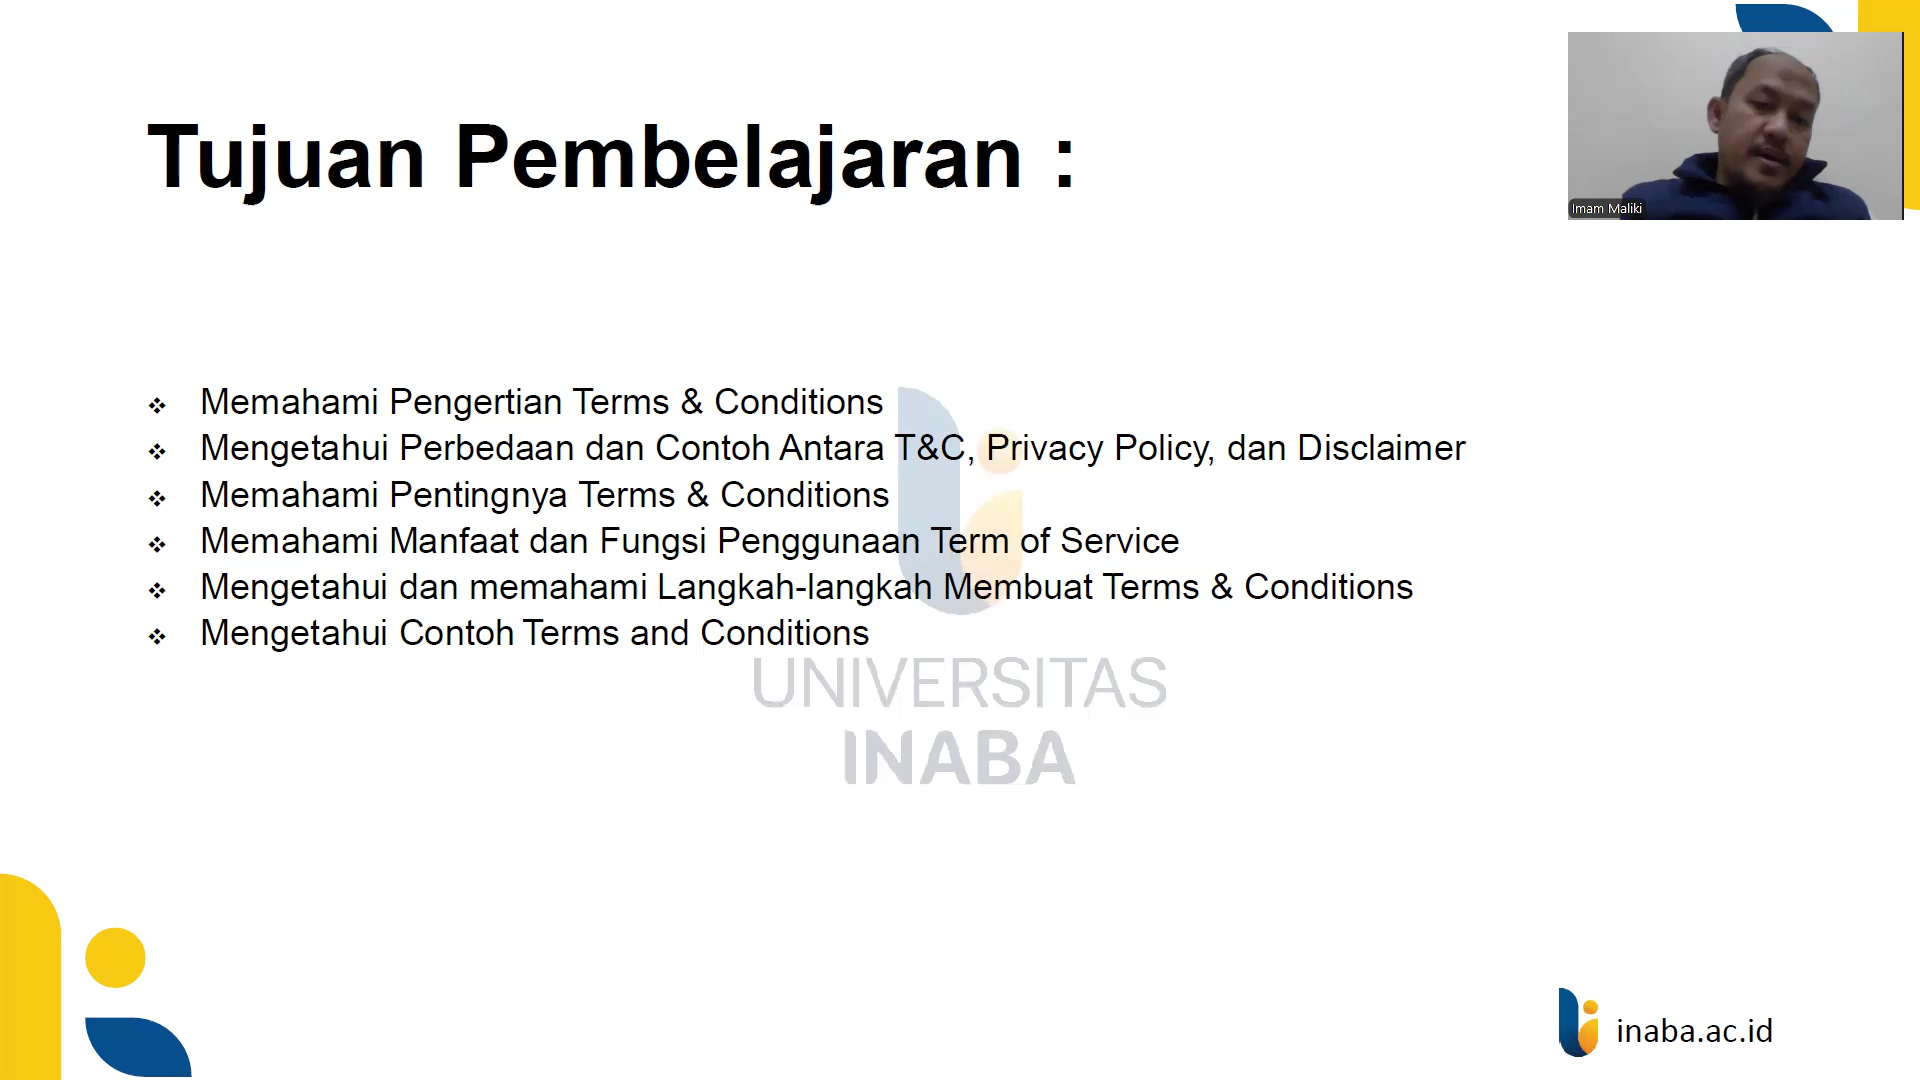 Tujuan Pembelajaran :
Imam Maliki
Memahami Pengertian Terms & Conditions
Mengetahui Perbedaan dan Contoh Antara T&C, Privacy Policy, dan Disclaimer
Memahami Pentingnya Terms & Conditions
Memahami Manfaat dan Fungsi Penggunaan Term of Service
Mengetahui dan memahami Langkah-langkah Membuat Terms & Conditions
Mengetahui Contoh Terms and Conditions
UNIVERSITAS
INABA
inaba.ac.id